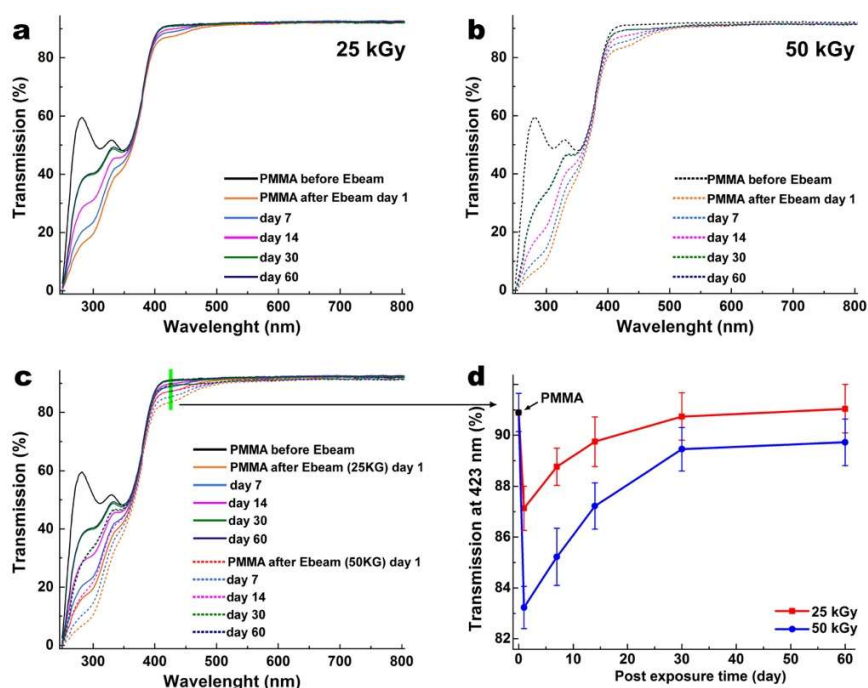 a
25 kGy
Transmission (%)
80
60
40
20
0
PMMA before Ebeam
PMMA after Ebeam day 1
day 7
day 14
day 30
day 60
300 400 500 600 700 800
Wavelenght (nm)
b
50 kGy
Transmission (%)
80
60
40
20
0
PMMA before Ebeam
PMMA after Ebeam day 1
day 7
day 14
day 30
day 60
300 400 500 600 700 800
Wavelenght (nm)
c
Transmission (%)
80
60
40
20
0
PMMA before Ebeam
PMMA after Ebeam (25KG) day 1
day 7
day 14
day 30
day 60
PMMA after Ebeam (50KG) day 1
day 7
day 14
day 30
day 60
300 400 500 600 700 800
Wavelenght (nm)
d
PMMA
Transmission at 423 nm (%)
90
88
86
84
82
25 kGy
50 kGy
0 10 20 30 40 50 60
Post exposure time (day)